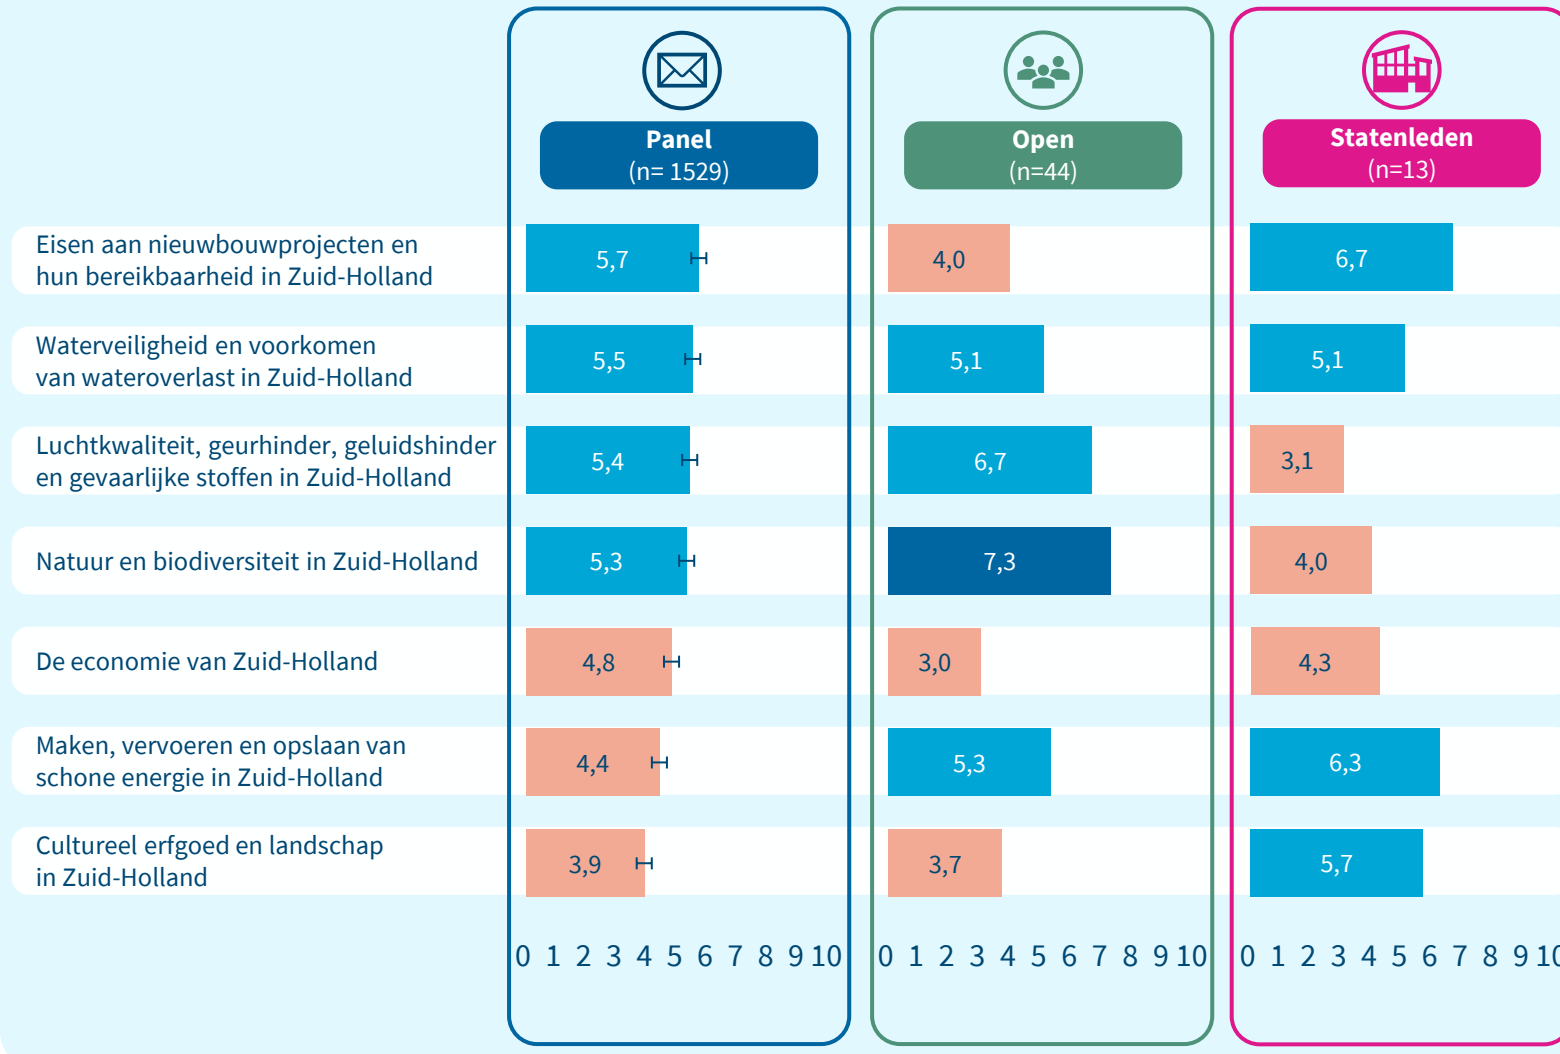 Panel
(n= 1529)
Open
(n=44)
Statenleden
(n=13)
Eisen aan nieuwbouwprojecten en
hun bereikbaarheid in Zuid-Holland
5,7
4,0
6,7
Waterveiligheid en voorkomen
van wateroverlast in Zuid-Holland
5,5
5,1
5,1
Luchtkwaliteit, geurhinder, geluidshinder
en gevaarlijke stoffen in Zuid-Holland
5,4
6,7
3,1
Natuur en biodiversiteit in Zuid-Holland
5,3
7,3
4,0
De economie van Zuid-Holland
4,8
3,0
4,3
Maken, vervoeren en opslaan van
schone energie in Zuid-Holland
4,4
5,3
6,3
Cultureel erfgoed en landschap
in Zuid-Holland
3,9
3,7
5,7
0 1 2 3 4 5 6 7 8 9 10
0 1 2 3 4 5 6 7 8 9 10
0 1 2 3 4 5 6 7 8 9 10